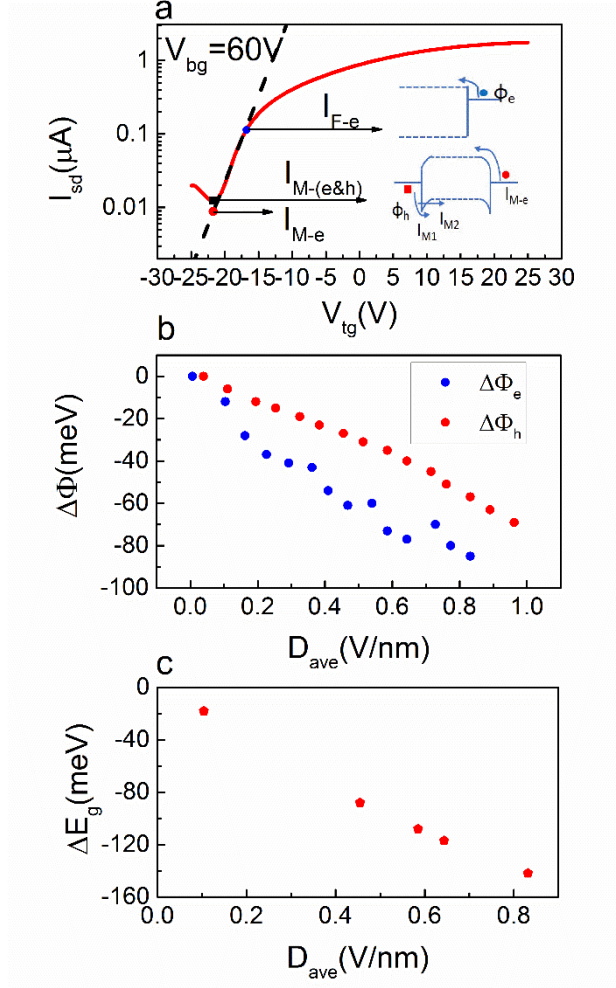 a
V_bg=60V
I_sd(μA)
1
0.1
0.01
I_F-e
I_M-(e&h)
I_M-e
ϕ_e
ϕ_h
I_M1
I_M2
I_M-e
-30 -25 -20 -15 -10 -5 0 5 10 15 20 25 30
V_tg(V)
b
ΔΦ(meV)
0
-20
-40
-60
-80
-100
ΔΦ_e
ΔΦ_h
0.0 0.2 0.4 0.6 0.8 1.0
D_ave(V/nm)
c
ΔE_g(meV)
0
-40
-80
-120
-160
0.0 0.2 0.4 0.6 0.8
D_ave(V/nm)